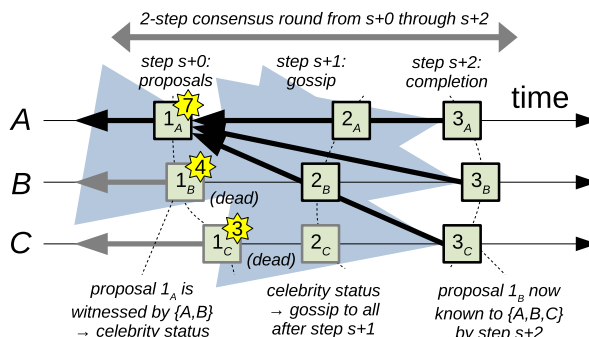 2-step consensus round from s+0 through s+2
step s+0:
proposals
step s+1:
gossip
step s+2:
completion
time
A
1A
7
2A
3A
B
1B
4
(dead)
2B
3B
C
1C
3
(dead)
2C
3C
proposal 1A is
witnessed by {A,B}
→ celebrity status
celebrity status
→ gossip to all
after step s+1
proposal 1B now
known to {A,B,C}
by step s+2